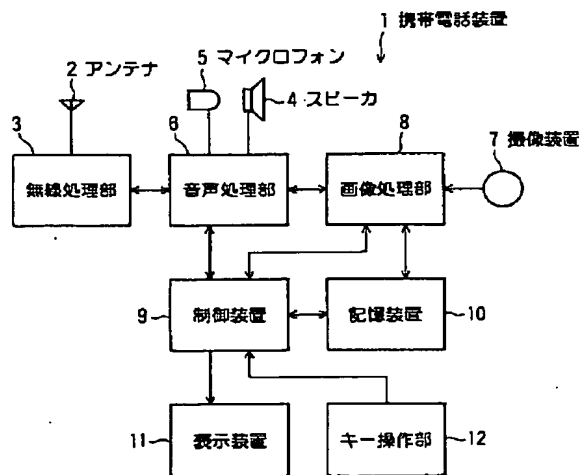 1 携帯電話装置
5 マイクロフォン
2 アンテナ
4 スピーカ
3
6
8
7 撮像装置
無線処理部
音声処理部
画像処理部
9
制御装置
記憶装置
10
11
表示装置
キー操作部
12